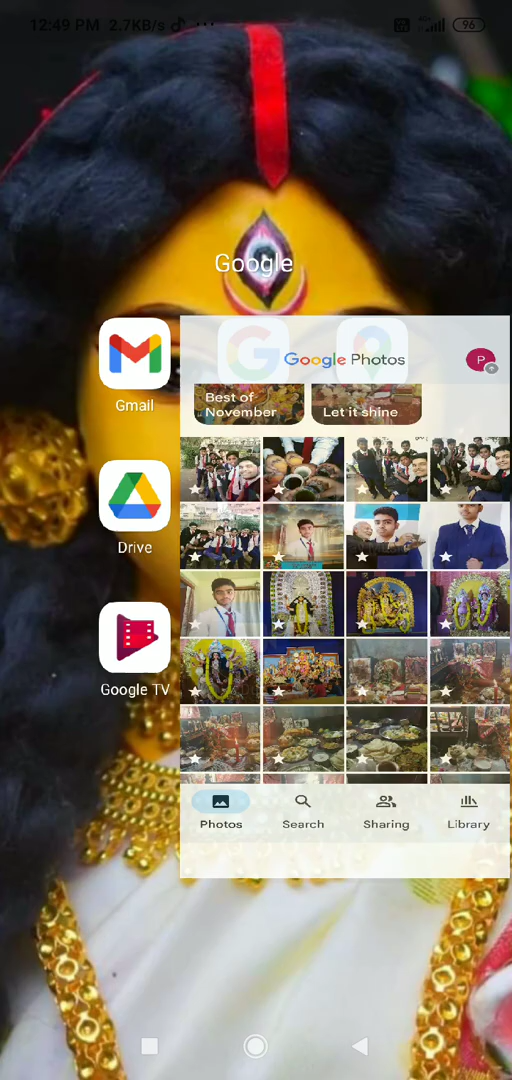 12:49 PM 2.7KB/s ...
96
Google
Google Photos
P
Best of
November
Let it shine
Gmail
Drive
Google TV
Photos
Search
Sharing
Library